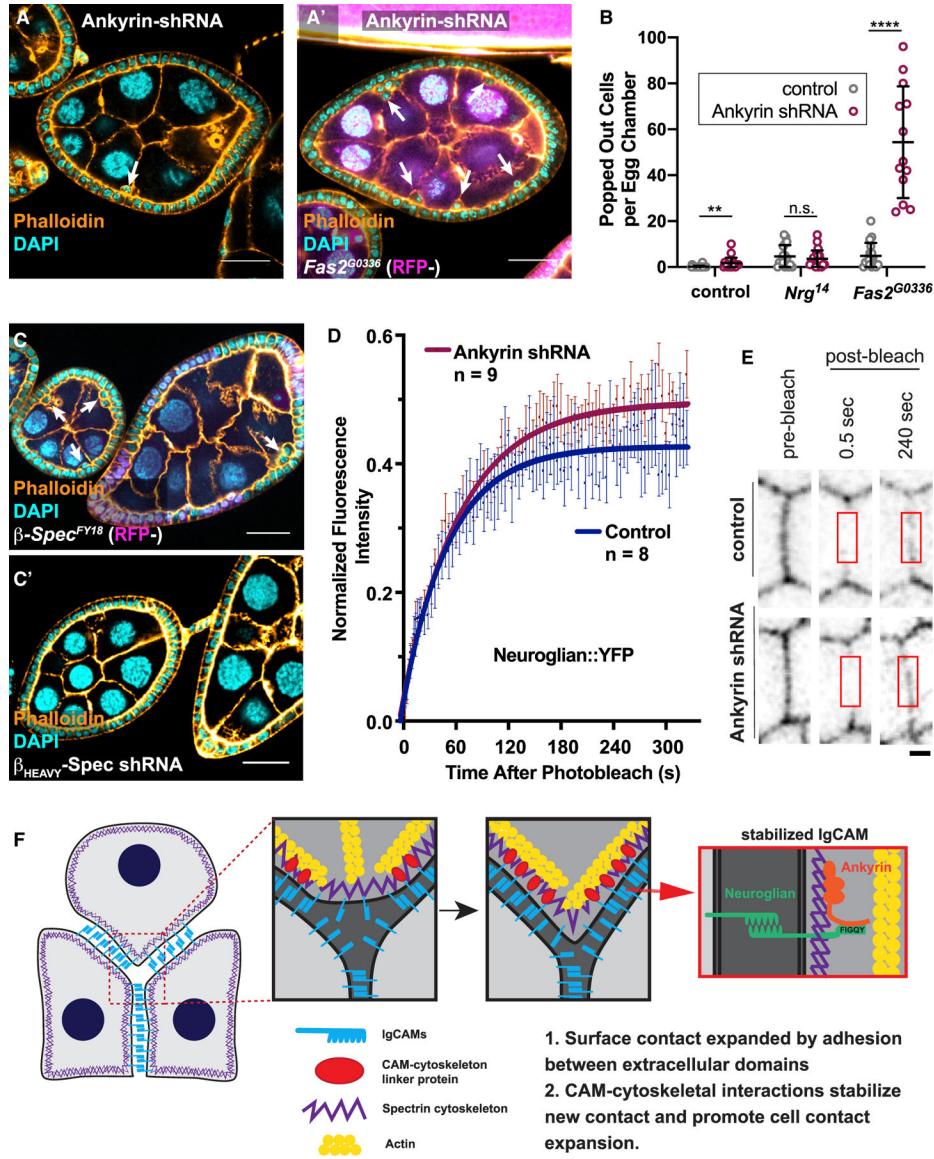 A
Ankyrin-shRNA
Phalloidin
DAPI
A'
Ankyrin-shRNA
Phalloidin
DAPI
Fas2G0336 (RFP-)
B
Popped Out Cells
per Egg Chamber
100
80
60
40
20
0
control
Ankyrin shRNA
**
n.s.
****
control
Nrg14
Fas2G0336
C
Phalloidin
DAPI
β-SpecFY18 (RFP-)
C'
Phalloidin
DAPI
βHEAVY-Spec shRNA
D
Normalized Fluorescence
Intensity
0.6
0.4
0.2
0.0
Ankyrin shRNA
n = 9
Control
n = 8
Neuroglian::YFP
0
60
120
180
240
300
Time After Photobleach (s)
E
post-bleach
pre-bleach
0.5 sec
240 sec
control
Ankyrin shRNA
F
stabilized IgCAM
Neuroglian
Ankyrin
FIGQY
IgCAMs
CAM-cytoskeleton
linker protein
Spectrin cytoskeleton
Actin
1. Surface contact expanded by adhesion
between extracellular domains
2. CAM-cytoskeletal interactions stabilize
new contact and promote cell contact
expansion.